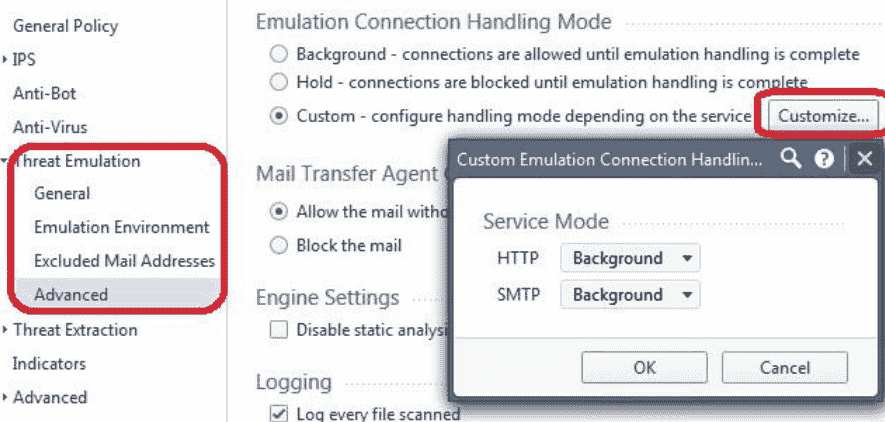 General Policy
IPS
Anti-Bot
Anti-Virus
Threat Emulation
General
Emulation Environment
Excluded Mail Addresses
Advanced
Threat Extraction
Indicators
Advanced
Emulation Connection Handling Mode
Background - connections are allowed until emulation handling is complete
Hold - connections are blocked until emulation handling is complete
Custom - configure handling mode depending on the service
Customize...
Mail Transfer Agent
Allow the mail witho
Block the mail
Engine Settings
Disable static analysi
Logging
Log every file scanned
Custom Emulation Connection Handlin...
Service Mode
HTTP Background
SMTP Background
OK Cancel